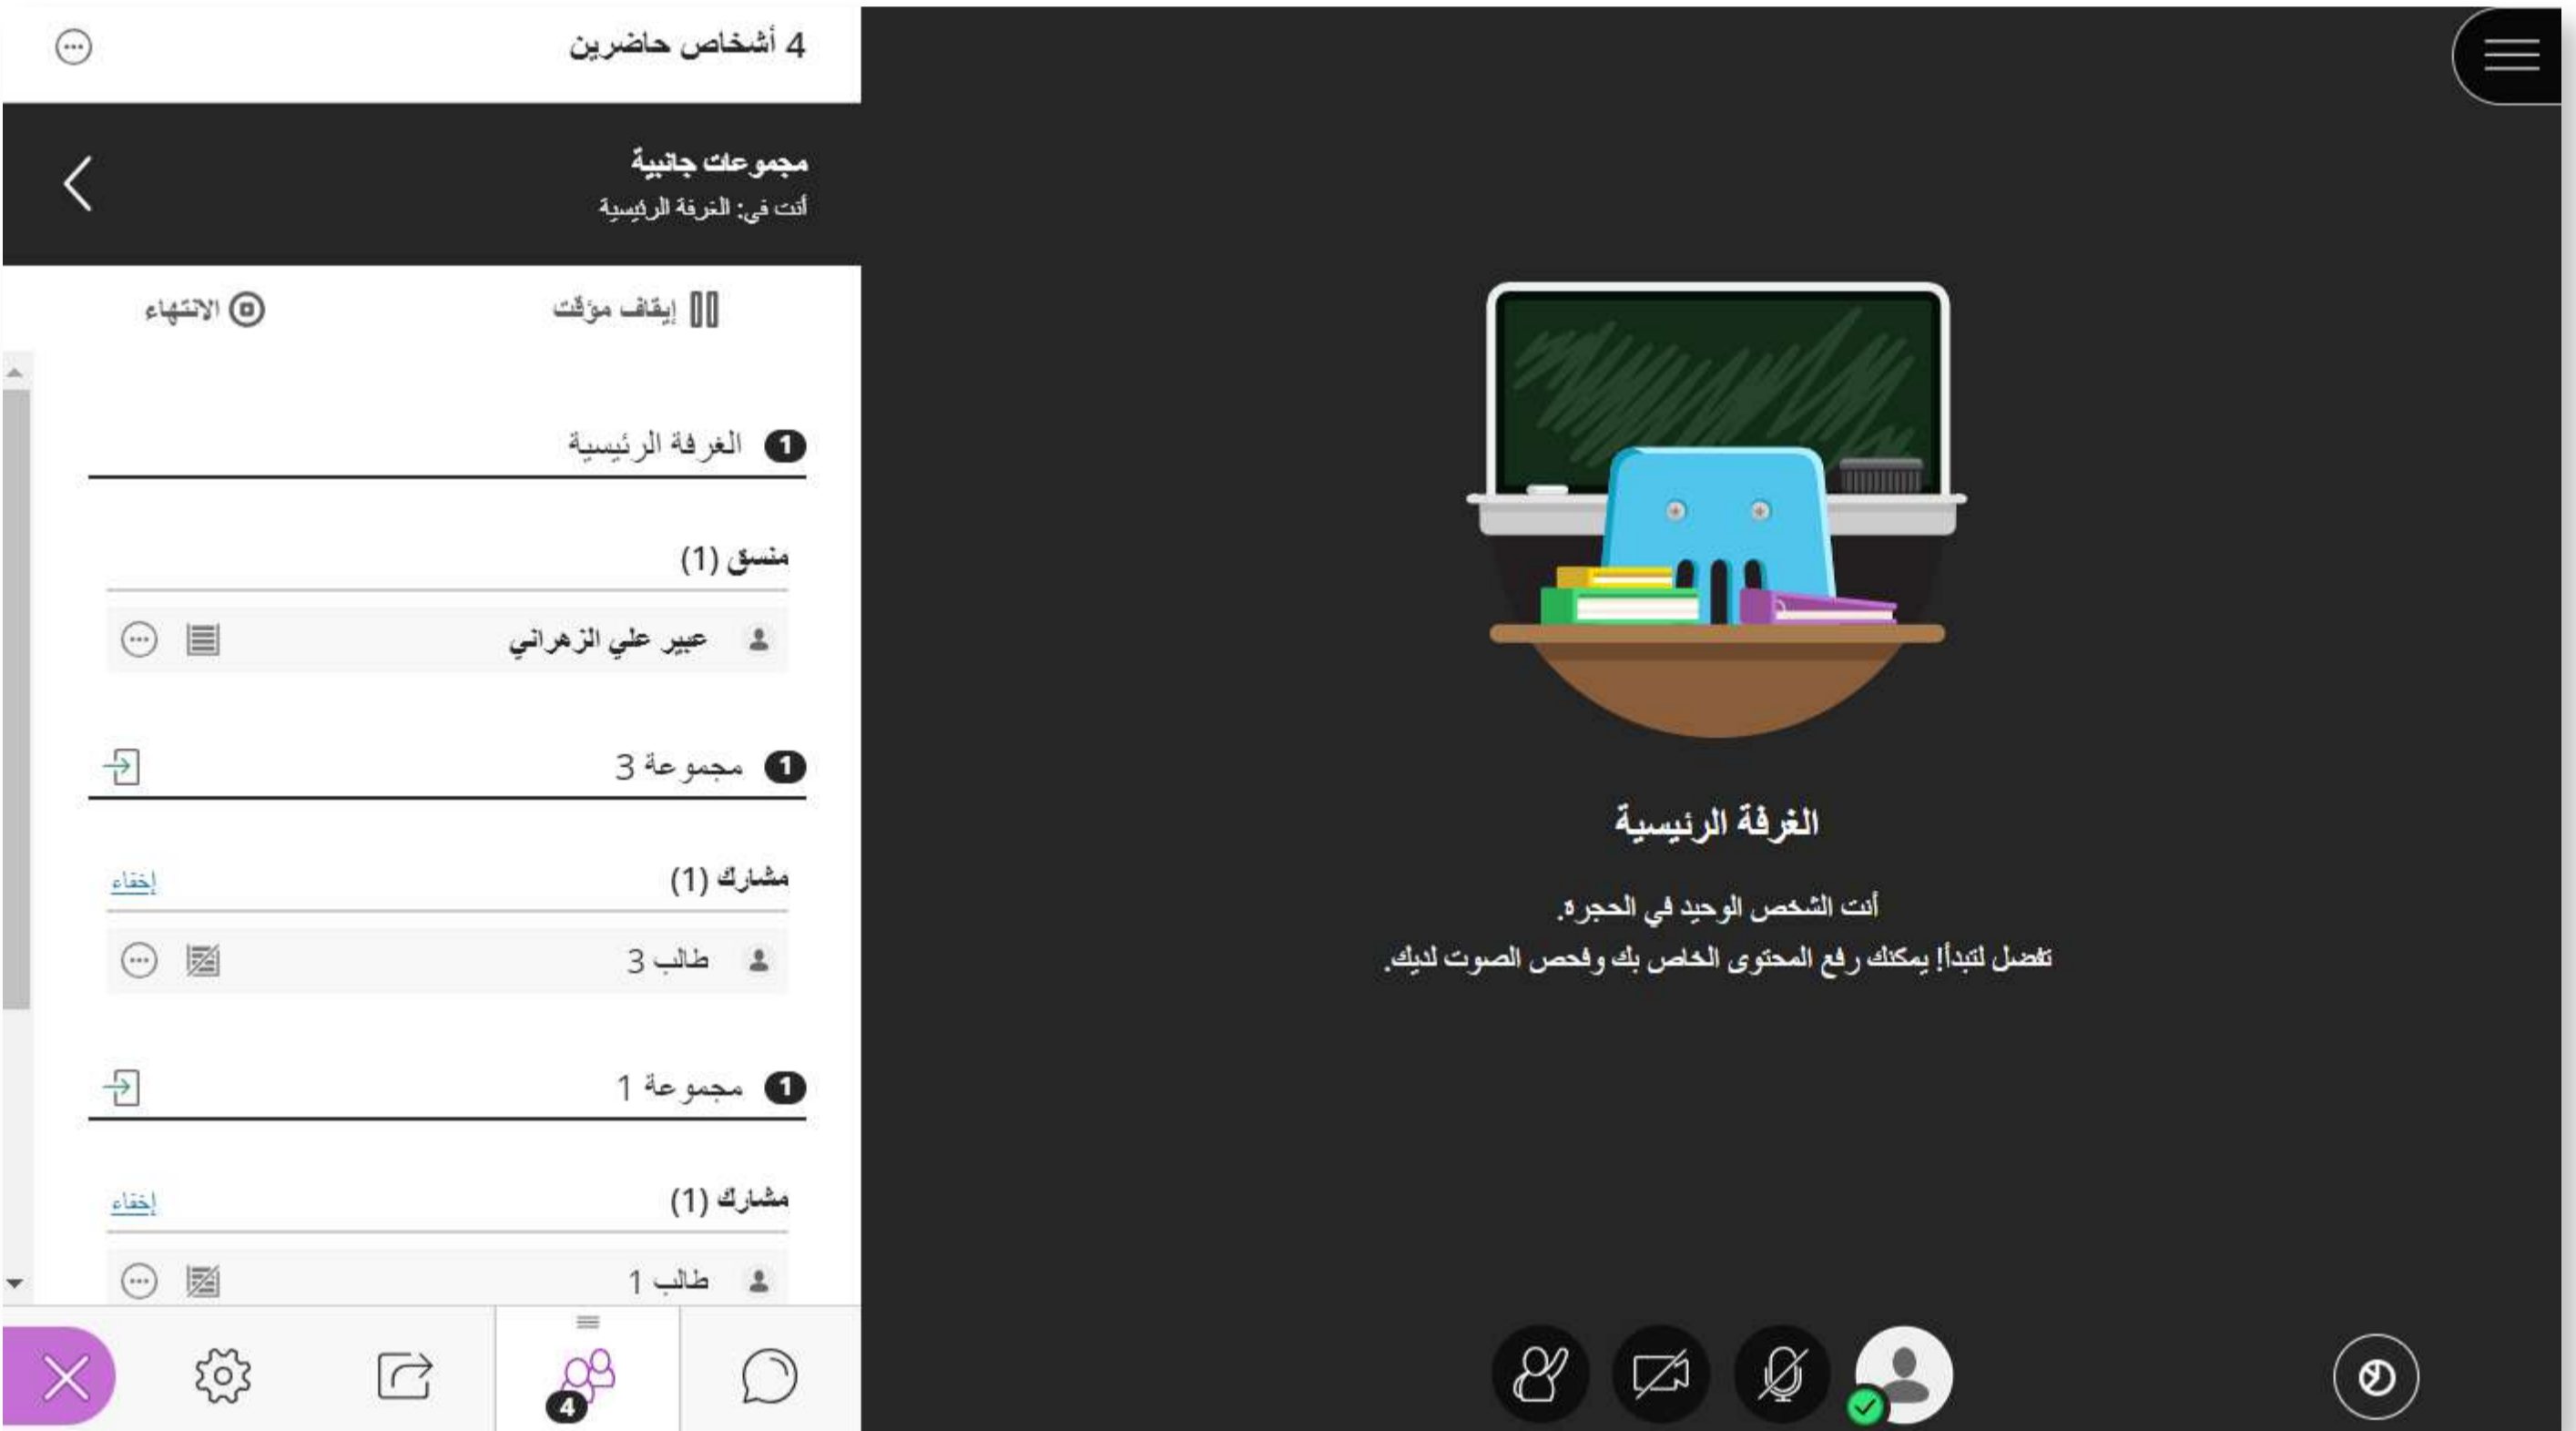 4 أشخاص حاضرين
مجموعات جانبية
أنت في: الغرفة الرئيسية
إيقاف مؤقت
الانتهاء
1 الغرفة الرئيسية
منسق (1)
عبير علي الزهراني
1 مجموعة 3
مشارك (1)
إخفاء
طالب 3
1 مجموعة 1
مشارك (1)
إخفاء
طالب 1
4
الغرفة الرئيسية
أنت الشخص الوحيد في الحجره.
تفضل لتبدأ! يمكنك رفع المحتوى الخاص بك وفحص الصوت لديك.